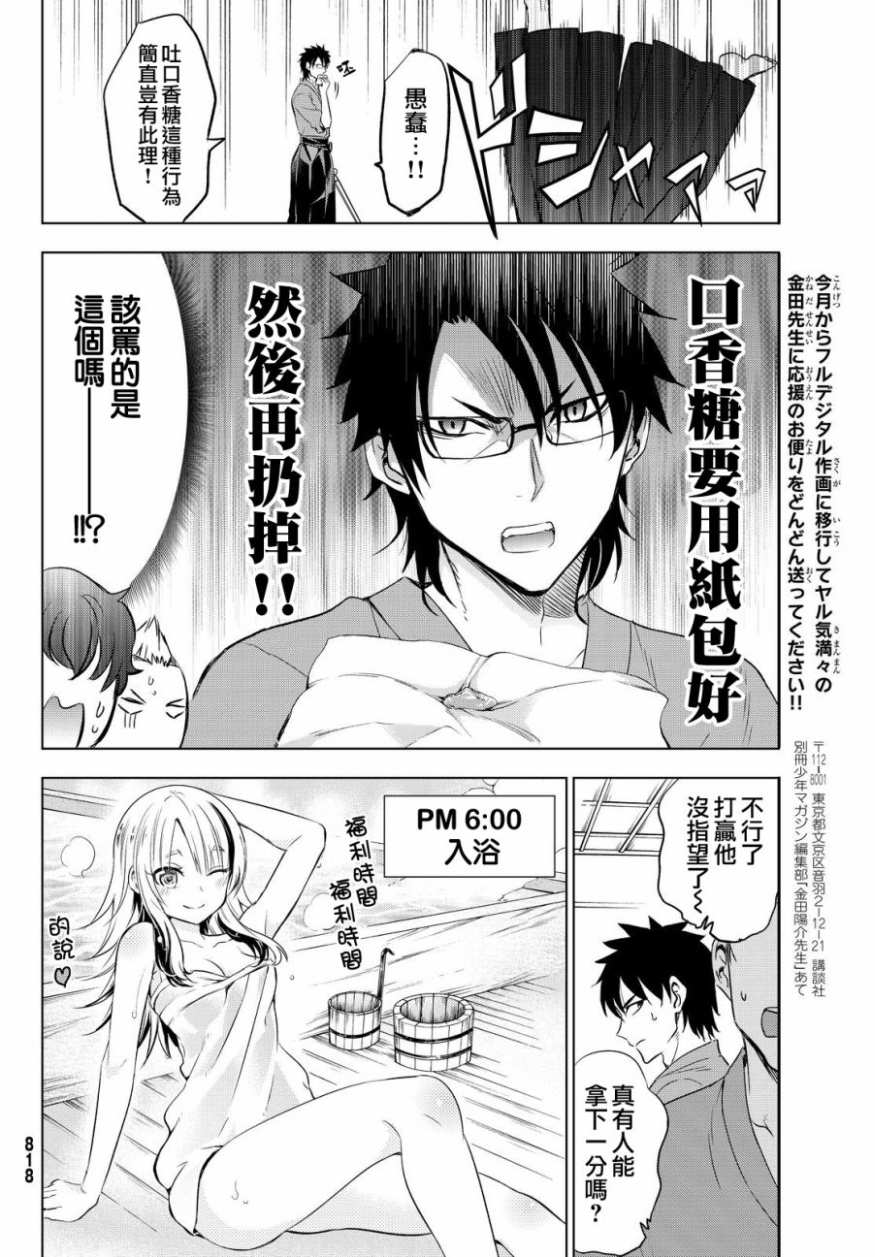 ドシャァァ
愚蠢…!!
吐口香糖這種行為
簡直豈有此理！
口香糖要用紙包好
然後再扔掉!!
該罵的是
這個嗎——!!?
今月からフルデジタル作画に移行してヤル気満々の
金田先生に応援のお便りをどんどん送ってください!!
〒112-8001 東京都文京区音羽2-12-21 講談社
別冊少年マガジン編集部「金田陽介先生」あて
不行了
打贏他
沒指望了~
真有人能
拿下一分嗎？
PM 6:00
入浴
福利時間
福利時間
的說♡
818